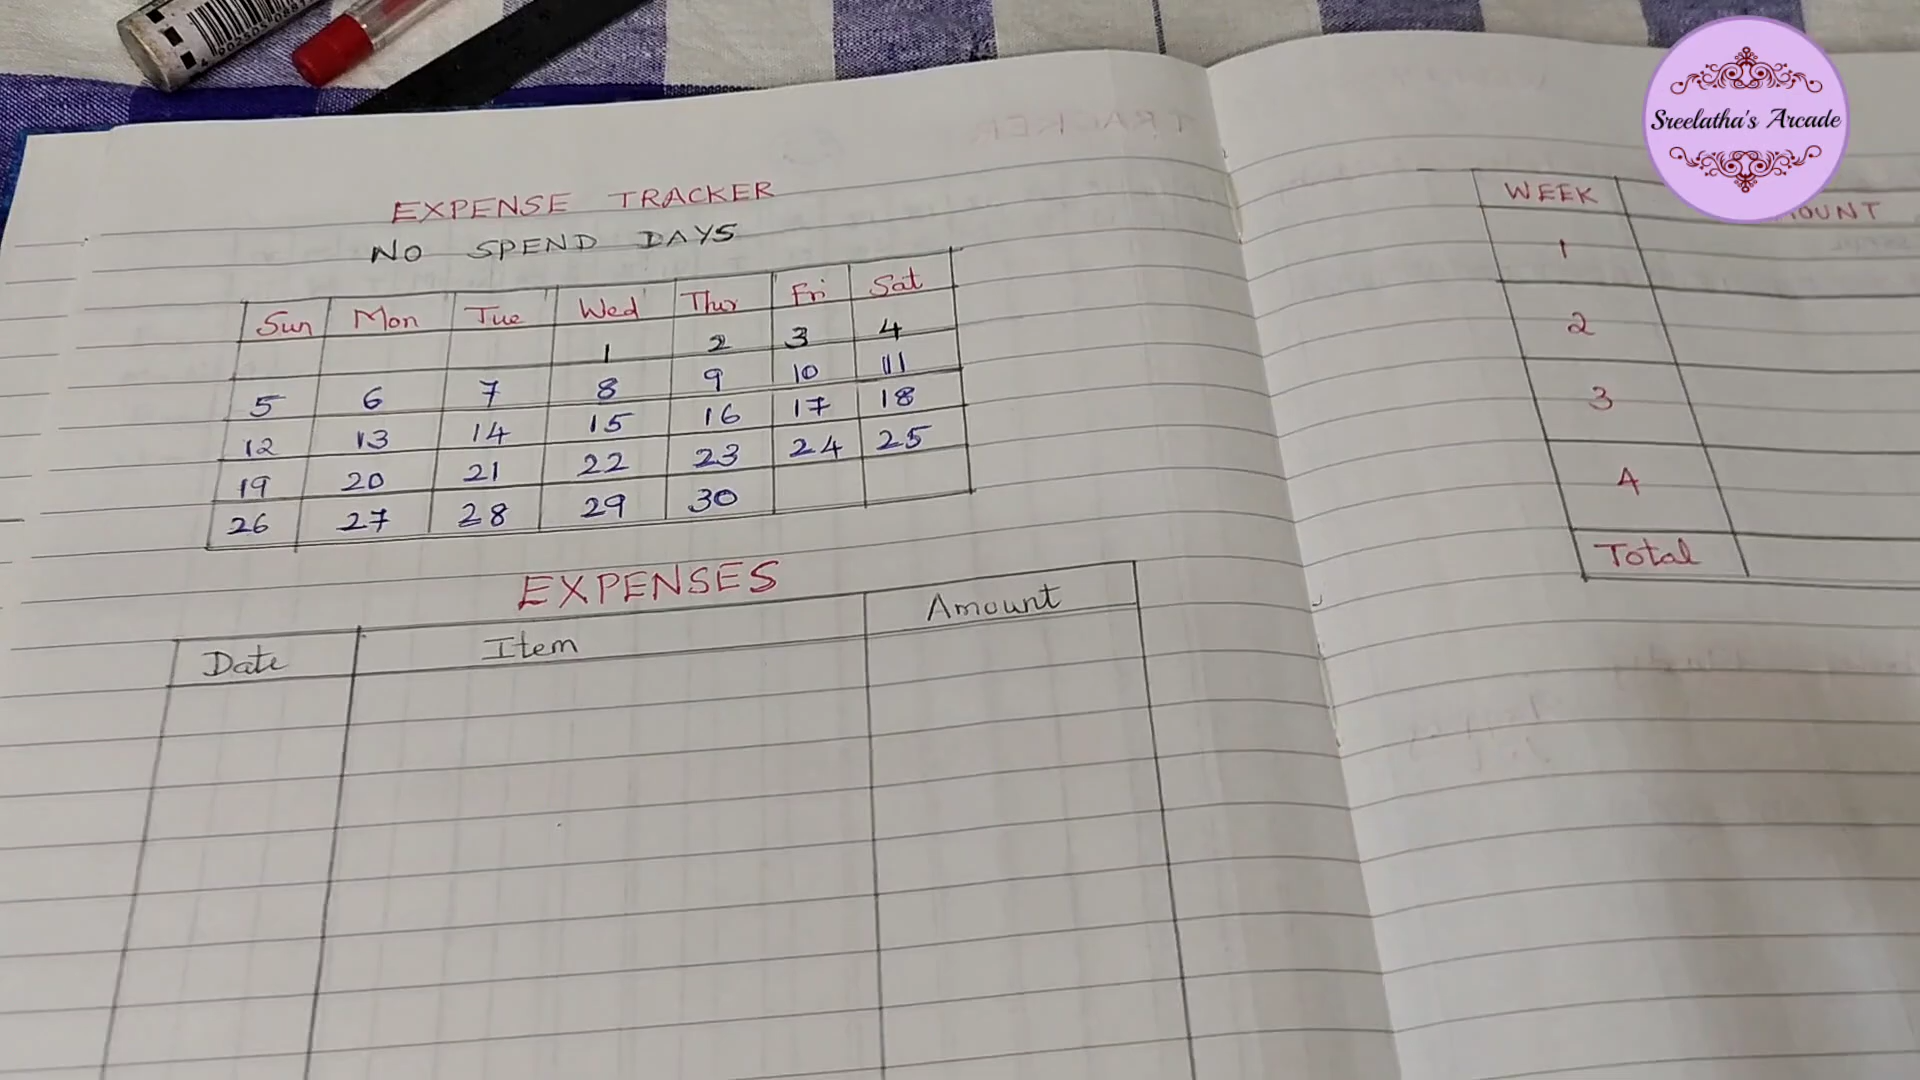 EXPENSE TRACKER
NO SPEND DAYS
Sun Mon Tue Wed Thur Fri Sat
1 2 3 4
5 6 7 8 9 10 11
12 13 14 15 16 17 18
19 20 21 22 23 24 25
26 27 28 29 30
EXPENSES
Date Item Amount
WEEK
1
2
3
4
Total
Sreelatha's Arcade